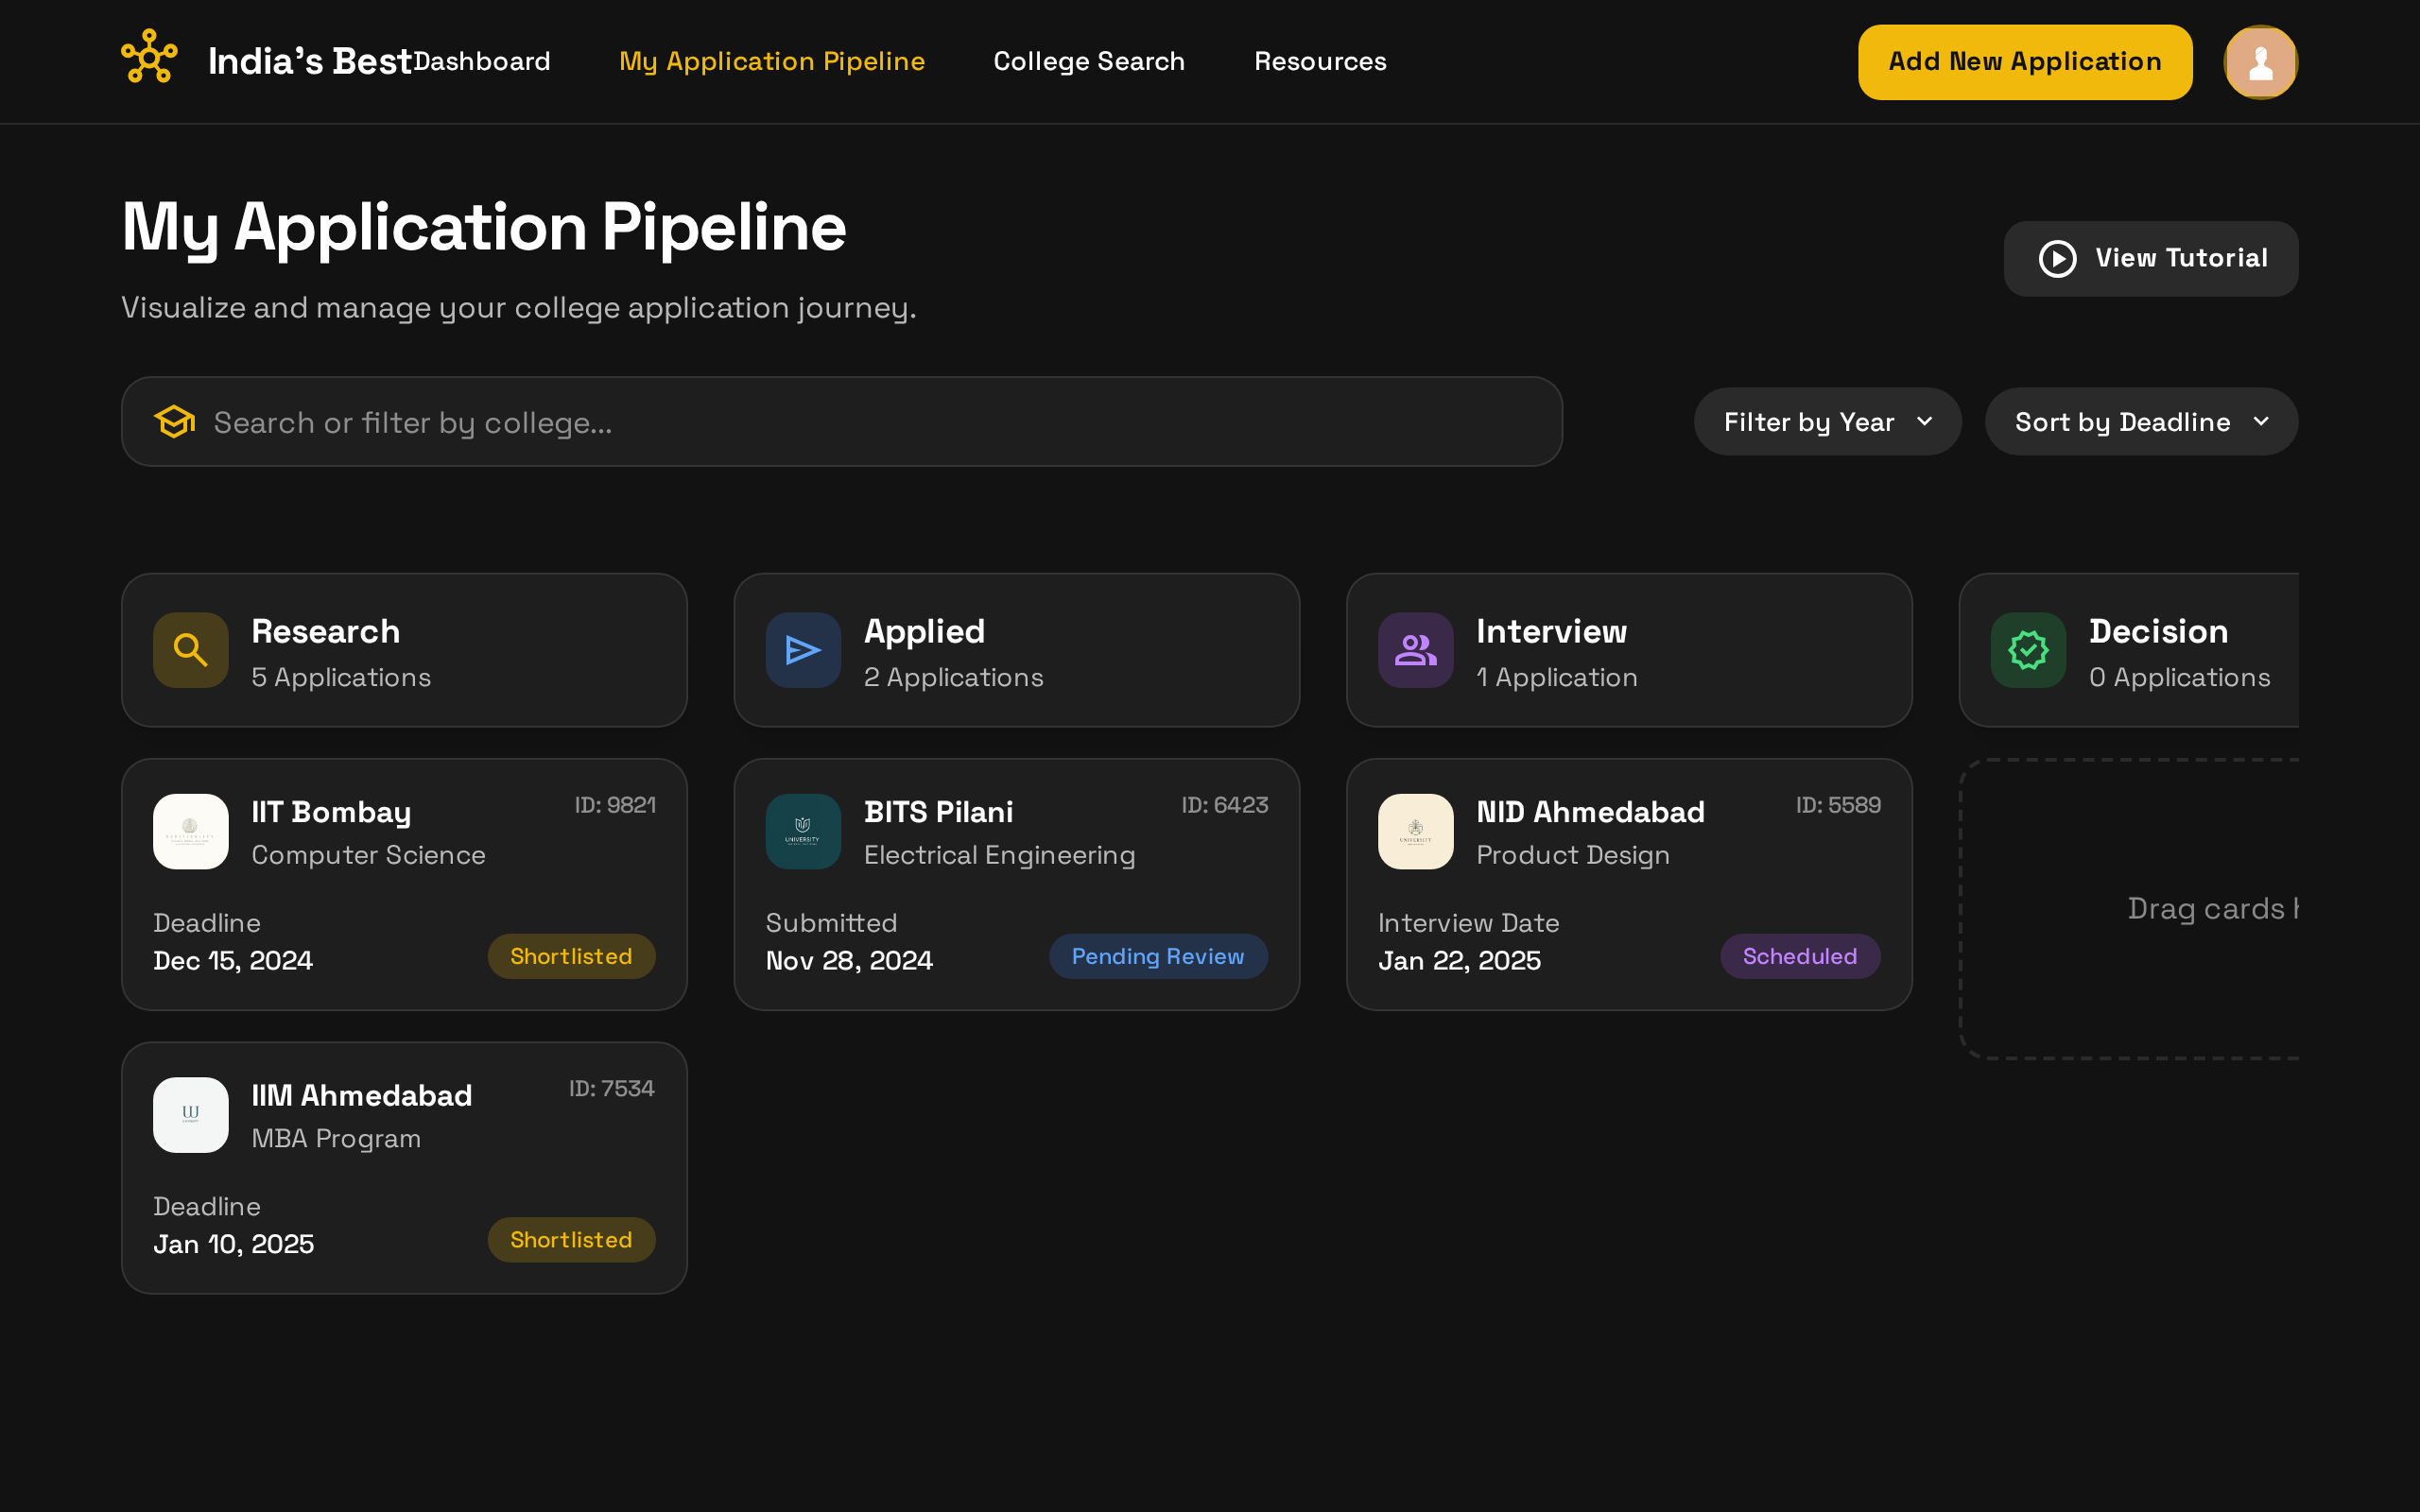 India's Best
Dashboard
My Application Pipeline
College Search
Resources
Add New Application
My Application Pipeline
Visualize and manage your college application journey.
View Tutorial
Search or filter by college...
Filter by Year
Sort by Deadline
Research
5 Applications
Applied
2 Applications
Interview
1 Application
Decision
0 Applications
IIT Bombay
ID: 9821
Computer Science
Deadline
Dec 15, 2024
Shortlisted
BITS Pilani
ID: 6423
Electrical Engineering
UNIVERSITY
Submitted
Nov 28, 2024
Pending Review
NID Ahmedabad
ID: 5589
Product Design
UNIVERSITY
Interview Date
Jan 22, 2025
Scheduled
Drag cards
IIM Ahmedabad
ID: 7534
MBA Program
Deadline
Jan 10, 2025
Shortlisted